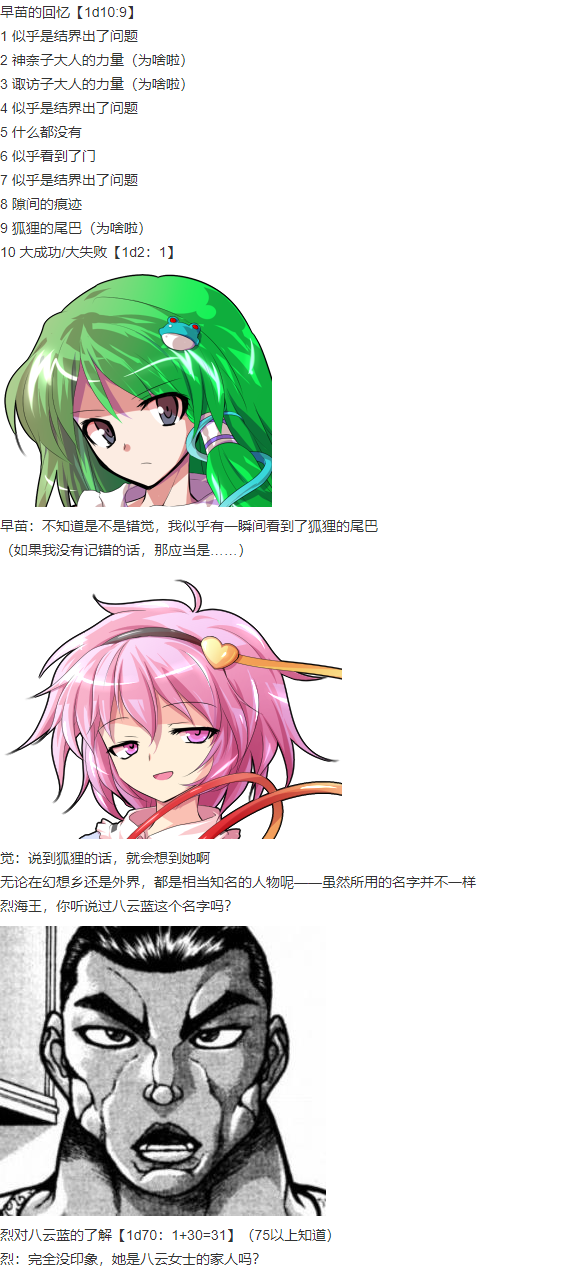 早苗的回忆【1d10:9】
1 似乎是结界出了问题
2 神奈子大人的力量（为啥啦）
3 诹访子大人的力量（为啥啦）
4 似乎是结界出了问题
5 什么都没有
6 似乎看到了门
7 似乎是结界出了问题
8 隙间的痕迹
9 狐狸的尾巴（为啥啦）
10 大成功/大失败【1d2：1】
早苗：不知道是不是错觉，我似乎有一瞬间看到了狐狸的尾巴
（如果我没有记错的话，那应当是……）
觉：说到狐狸的话，就会想到她啊
无论在幻想乡还是外界，都是相当知名的人物呢——虽然所用的名字并不一样
烈海王，你听说过八云蓝这个名字吗？
烈对八云蓝的了解【1d70：1+30=31】（75以上知道）
烈：完全没印象，她是八云女士的家人吗？